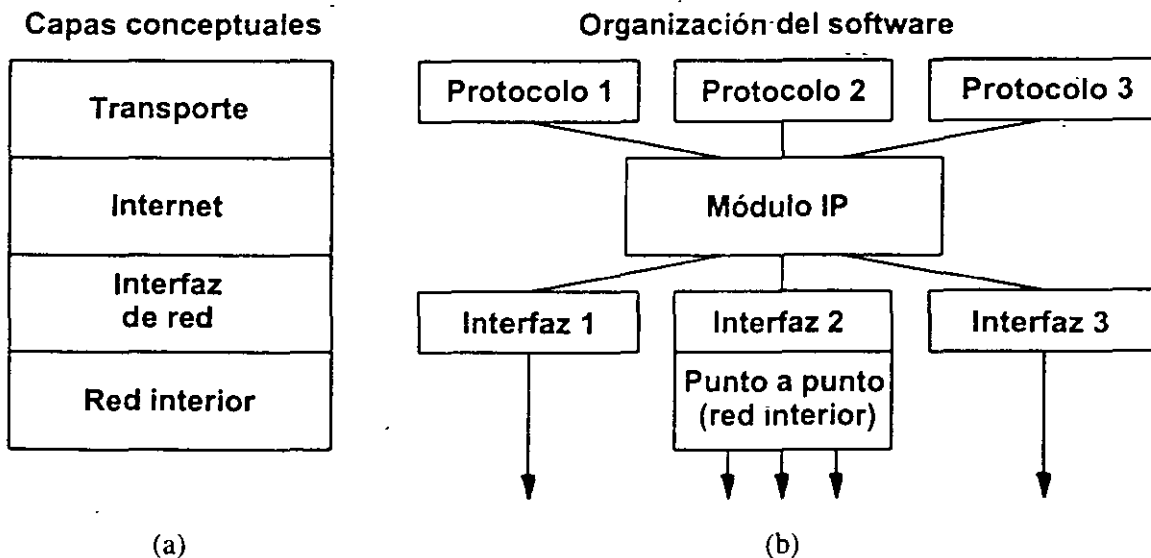 Capas conceptuales
Transporte
Internet
Interfaz
de red
Red interior
(a)
Organización del software
Protocolo 1
Protocolo 2
Protocolo 3
Módulo IP
Interfaz 1
Interfaz 2
Interfaz 3
Punto a punto
(red interior)
(b)